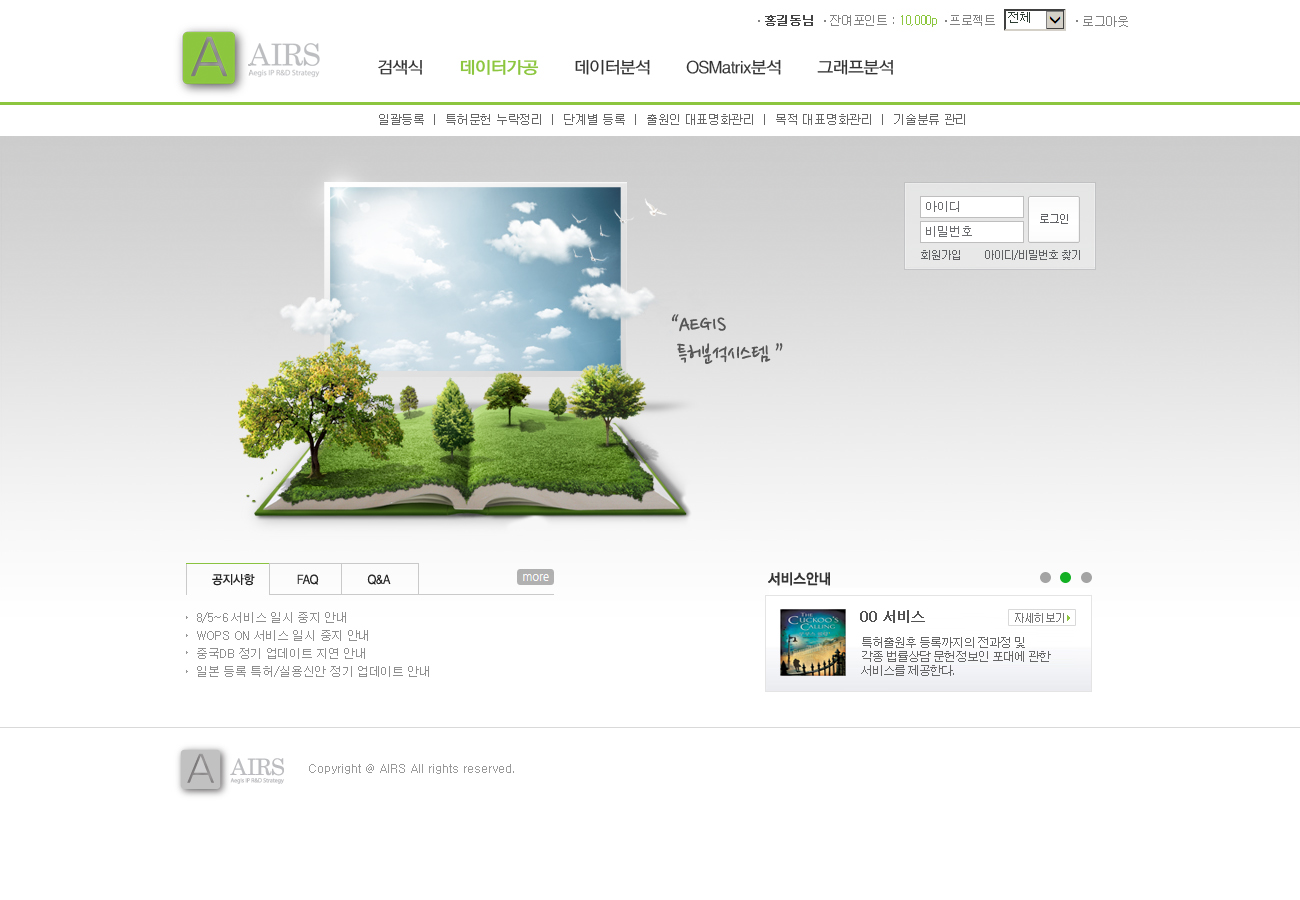 · 홍길동님 · 잔여포인트 : 10,000p · 프로젝트 전체 · 로그아웃
A AIRS
Aegis IP R&D Strategy
검색식 데이터가공 데이터분석 OSMatrix분석 그래프분석
일괄등록 | 특허문헌 누락정리 | 단계별 등록 | 출원인 대표명화관리 | 목적 대표명화관리 | 기술분류 관리
아이디
비밀번호
로그인
회원가입 아이디/비밀번호 찾기
“AEGIS
특허분석시스템”
공지사항 FAQ Q&A more
8/5~6 서비스 일시 중지 안내
WOPS ON 서비스 일시 중지 안내
중국DB 정기 업데이트 지연 안내
일본 등록 특허/실용신안 정기 업데이트 안내
서비스안내
THE
CUCKOO'S
CALLING
00 서비스 자세히보기
특허출원후 등록까지의 전과정 및
각종 법률상담 문헌정보인 포대에 관한
서비스를 제공한다.
A AIRS
Aegis IP R&D Strategy
Copyright @ AIRS All rights reserved.